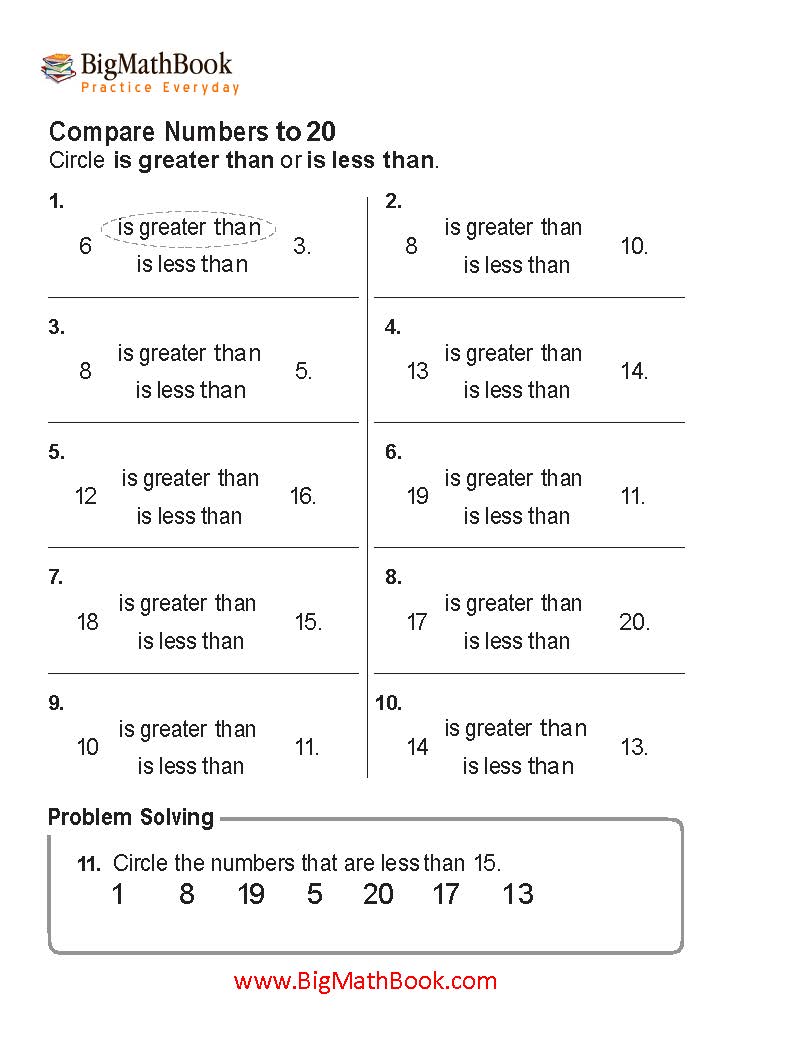 BigMathBook
Practice Everyday
Compare Numbers to 20
Circle is greater than or is less than.
1.
is greater than
6 3.
is less than
2.
is greater than
8 10.
is less than
3.
is greater than
8 5.
is less than
4.
is greater than
13 14.
is less than
5.
is greater than
12 16.
is less than
6.
is greater than
19 11.
is less than
7.
is greater than
18 15.
is less than
8.
is greater than
17 20.
is less than
9.
is greater than
10 11.
is less than
10.
is greater than
14 13.
is less than
Problem Solving
11. Circle the numbers that are less than 15.
1 8 19 5 20 17 13
www.BigMathBook.com